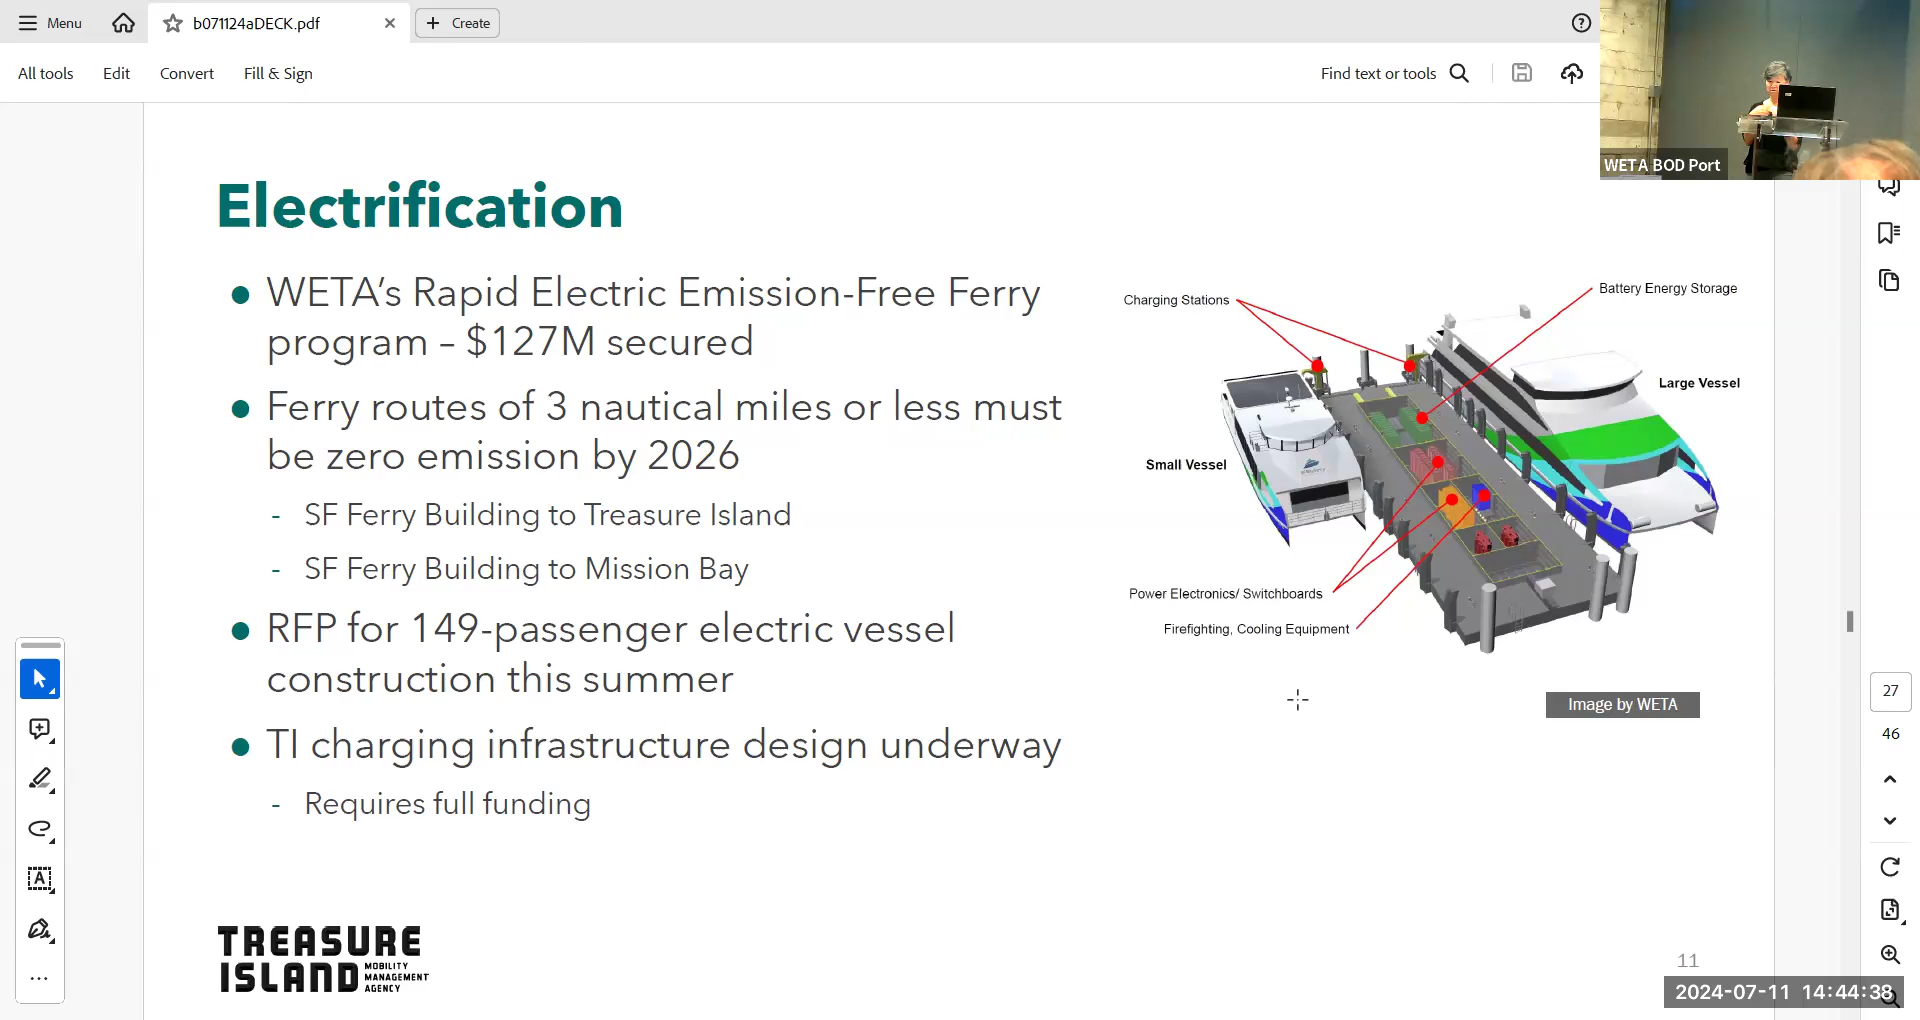 Menu
b071124aDECK.pdf
Create
All tools
Edit
Convert
Fill & Sign
Find text or tools
WETA BOD Port
Electrification
WETA's Rapid Electric Emission-Free Ferry
program – $127M secured
Ferry routes of 3 nautical miles or less must
be zero emission by 2026
- SF Ferry Building to Treasure Island
- SF Ferry Building to Mission Bay
RFP for 149-passenger electric vessel
construction this summer
TI charging infrastructure design underway
- Requires full funding
Charging Stations
Battery Energy Storage
Large Vessel
Small Vessel
Power Electronics/ Switchboards
Firefighting, Cooling Equipment
Image by WETA
27
46
TREASURE
ISLAND
MOBILITY
MANAGEMENT
AGENCY
11
2024-07-11 14:44:38